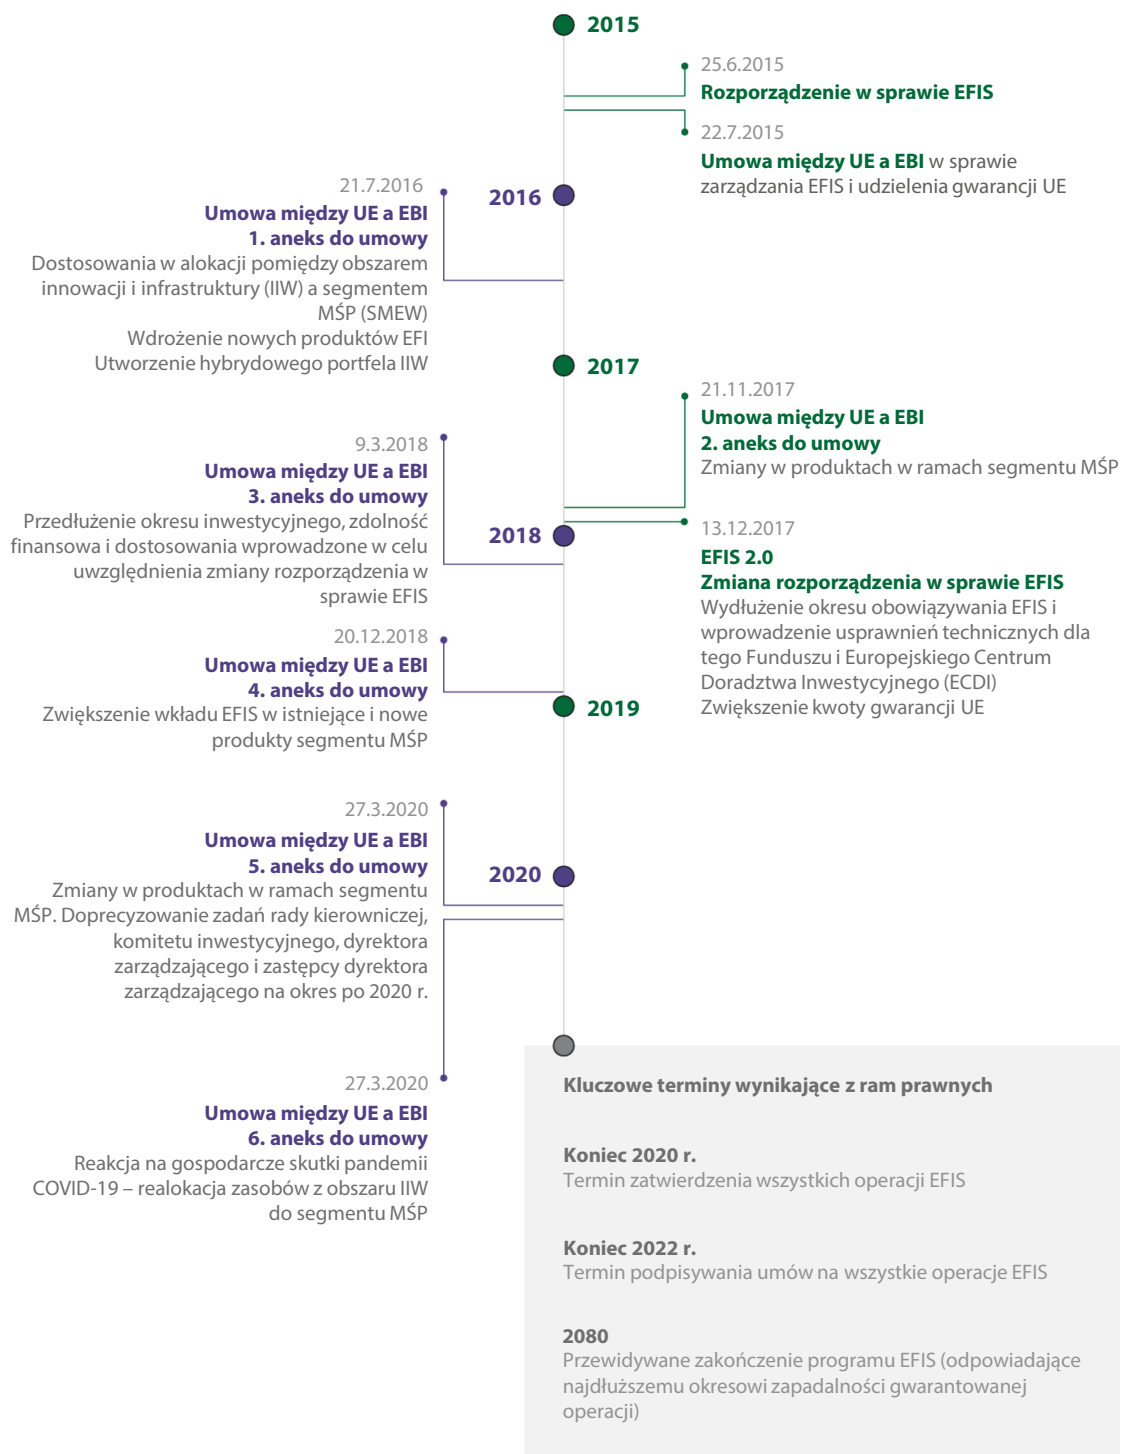 2015
25.6.2015
Rozporządzenie w sprawie EFIS
22.7.2015
Umowa między UE a EBI w sprawie
zarządzania EFIS i udzielenia gwarancji UE
2016
21.7.2016
Umowa między UE a EBI
1. aneks do umowy
Dostosowania w alokacji pomiędzy obszarem
innowacji i infrastruktury (IIW) a segmentem
MŚP (SMEW)
Wdrożenie nowych produktów EFI
Utworzenie hybrydowego portfela IIW
2017
21.11.2017
Umowa między UE a EBI
2. aneks do umowy
Zmiany w produktach w ramach segmentu MŚP
13.12.2017
EFIS 2.0
Zmiana rozporządzenia w sprawie EFIS
Wydłużenie okresu obowiązywania EFIS i
wprowadzenie usprawnień technicznych dla
tego Funduszu i Europejskiego Centrum
Doradztwa Inwestycyjnego (ECDI)
Zwiększenie kwoty gwarancji UE
2018
9.3.2018
Umowa między UE a EBI
3. aneks do umowy
Przedłużenie okresu inwestycyjnego, zdolność
finansowa i dostosowania wprowadzone w celu
uwzględnienia zmiany rozporządzenia w
sprawie EFIS
20.12.2018
Umowa między UE a EBI
4. aneks do umowy
Zwiększenie wkładu EFIS w istniejące i nowe
produkty segmentu MŚP
2019
2020
27.3.2020
Umowa między UE a EBI
5. aneks do umowy
Zmiany w produktach w ramach segmentu
MŚP. Doprecyzowanie zadań rady kierowniczej,
komitetu inwestycyjnego, dyrektora
zarządzającego i zastępcy dyrektora
zarządzającego na okres po 2020 r.
27.3.2020
Umowa między UE a EBI
6. aneks do umowy
Reakcja na gospodarcze skutki pandemii
COVID-19 – realokacja zasobów z obszaru IIW
do segmentu MŚP
Kluczowe terminy wynikające z ram prawnych
Koniec 2020 r.
Termin zatwierdzenia wszystkich operacji EFIS
Koniec 2022 r.
Termin podpisywania umów na wszystkie operacje EFIS
2080
Przewidywane zakończenie programu EFIS (odpowiadające
najdłuższemu okresowi zapadalności gwarantowanej
operacji)